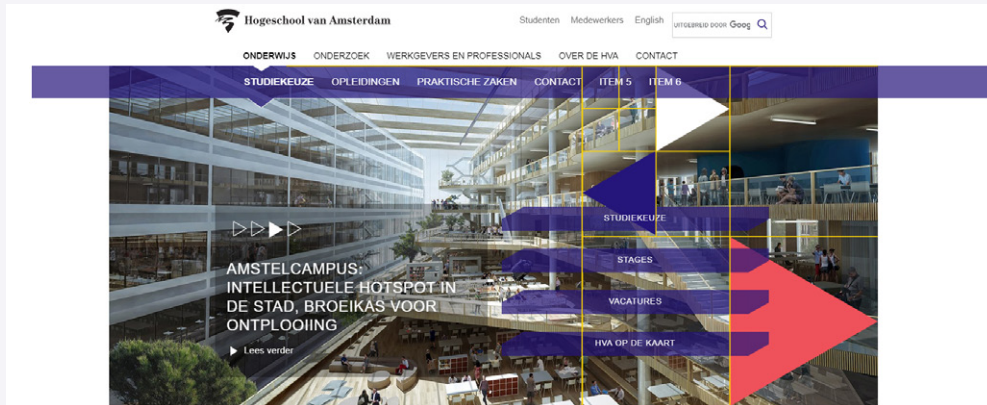 Hogeschool van Amsterdam
Studenten Medewerkers English
UITGEBREID DOOR Goog
ONDERWIJS ONDERZOEK WERKGEVERS EN PROFESSIONALS OVER DE HVA CONTACT
STUDIEKEUZE OPLEIDINGEN PRAKTISCHE ZAKEN CONTACT ITEM 5 ITEM 6
AMSTELCAMPUS:
INTELLECTUELE HOTSPOT IN
DE STAD, BROEIKAS VOOR
ONTPLOOIING
Lees verder
STUDIEKEUZE
STAGES
VACATURES
HVA OP DE KAART